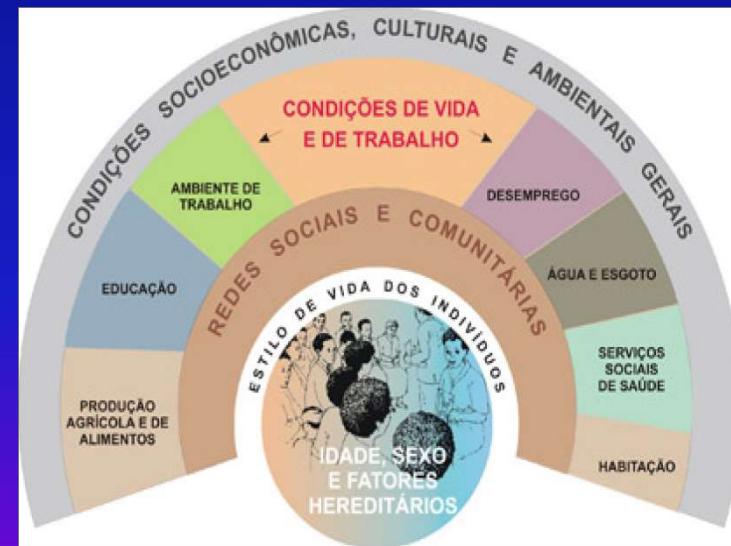 CONDIÇÕES SOCIOECONÔMICAS, CULTURAIS E AMBIENTAIS GERAIS
CONDIÇÕES DE VIDA
E DE TRABALHO
AMBIENTE DE
TRABALHO
DESEMPREGO
REDES SOCIAIS E COMUNITÁRIAS
EDUCAÇÃO
ÁGUA E ESGOTO
ESTILO DE VIDA DOS INDIVÍDUOS
SERVIÇOS
SOCIAIS
DE SAÚDE
PRODUÇÃO
AGRÍCOLA E DE
ALIMENTOS
HABITAÇÃO
IDADE, SEXO
E FATORES
HEREDITÁRIOS